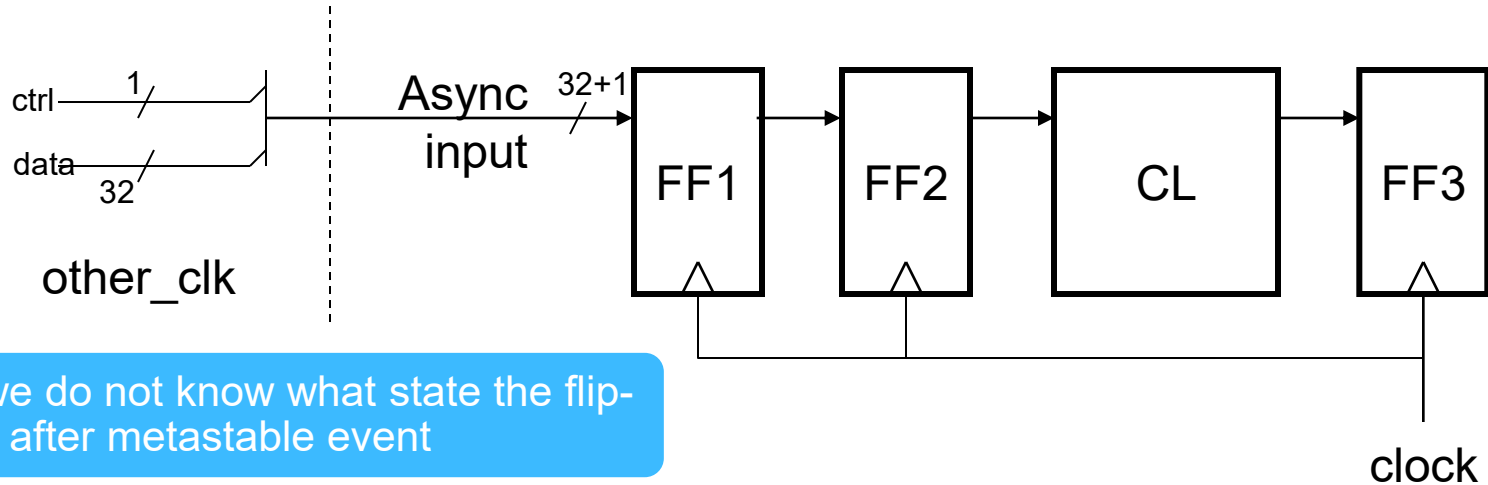 ctrl
1
data
32
other_clk
Async
input
32+1
FF1
FF2
CL
FF3
we do not know what state the flip-
after metastable event
clock